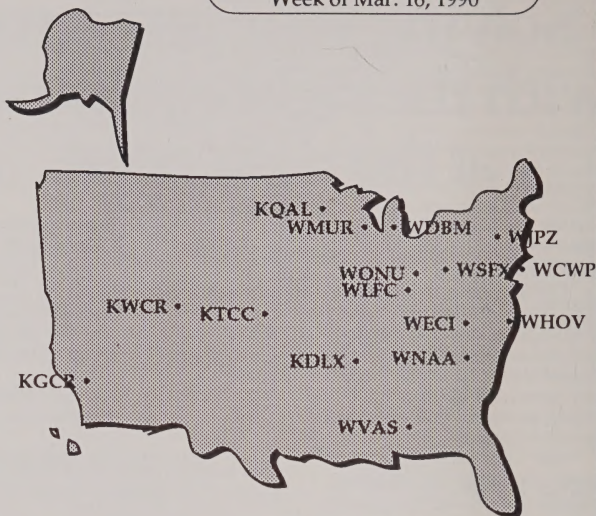 Week of Mar. 16, 1990
KQAL
WMUR
WDBM
WJPZ
WONU
WSFX
WCWP
WLFC
KWCR
KTCC
WECI
WHOV
KDLX
WNAA
KGCR
WVAS